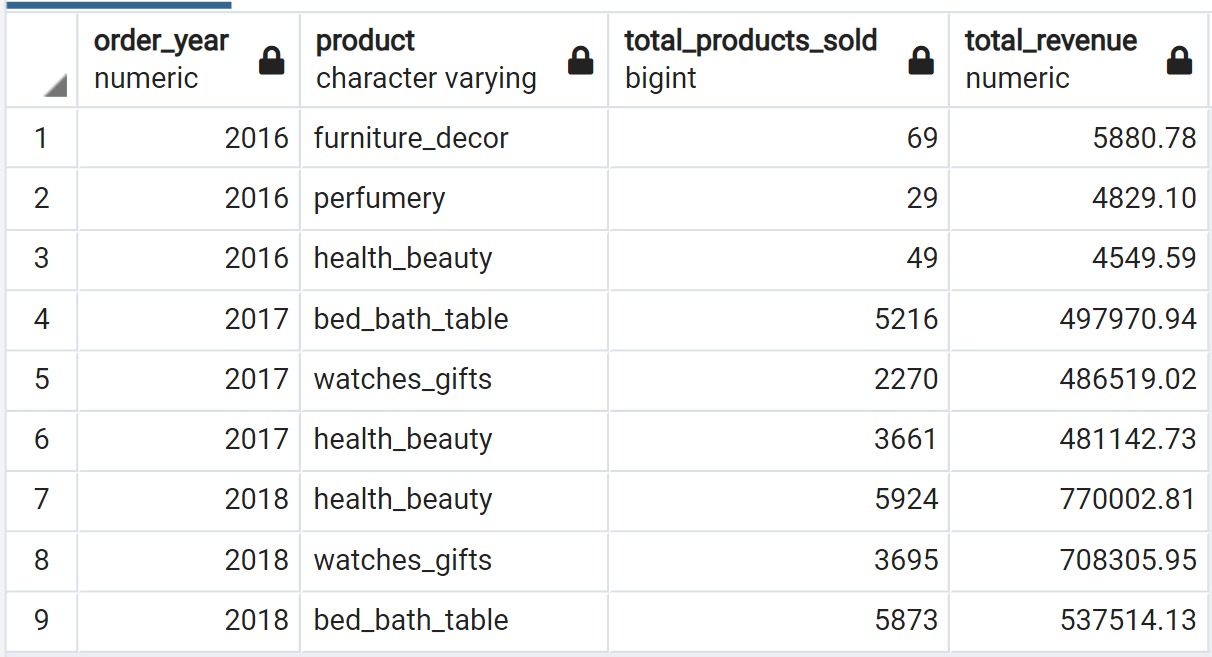 order_year product total_products_sold total_revenue
numeric character varying bigint numeric
1 2016 furniture_decor 69 5880.78
2 2016 perfumery 29 4829.10
3 2016 health_beauty 49 4549.59
4 2017 bed_bath_table 5216 497970.94
5 2017 watches_gifts 2270 486519.02
6 2017 health_beauty 3661 481142.73
7 2018 health_beauty 5924 770002.81
8 2018 watches_gifts 3695 708305.95
9 2018 bed_bath_table 5873 537514.13